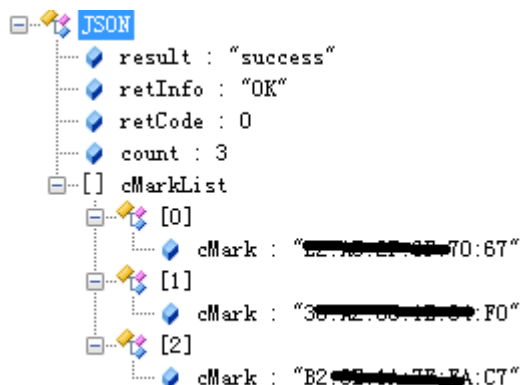 JSON
result : "success"
retInfo : "OK"
retCode : 0
count : 3
[] cMarkList
[0]
cMark : 70:67"
[1]
cMark : :F0"
[2]
cMark : "B2 :C7"